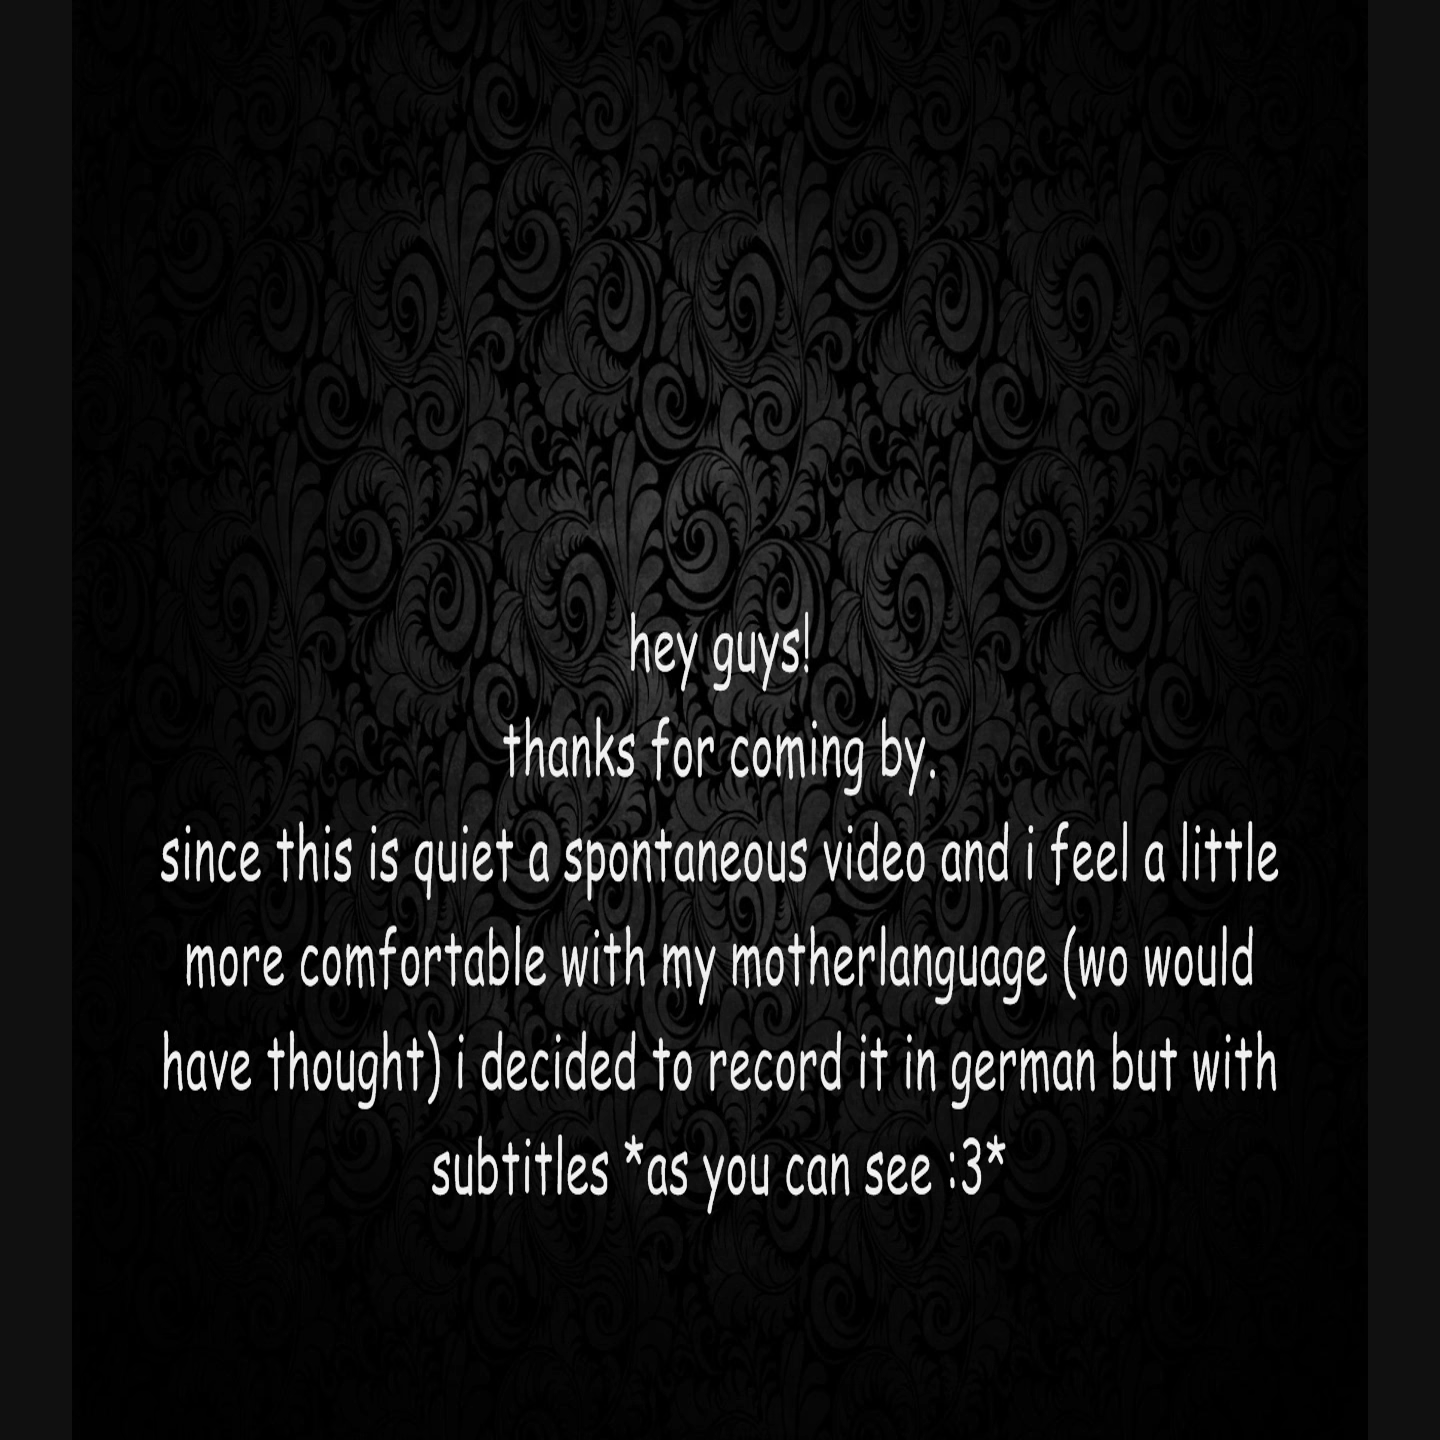 hey guys!
thanks for coming by.
since this is quiet a spontaneous video and i feel a little
more comfortable with my motherlanguage (wo would
have thought) i decided to record it in german but with
subtitles *as you can see :3*